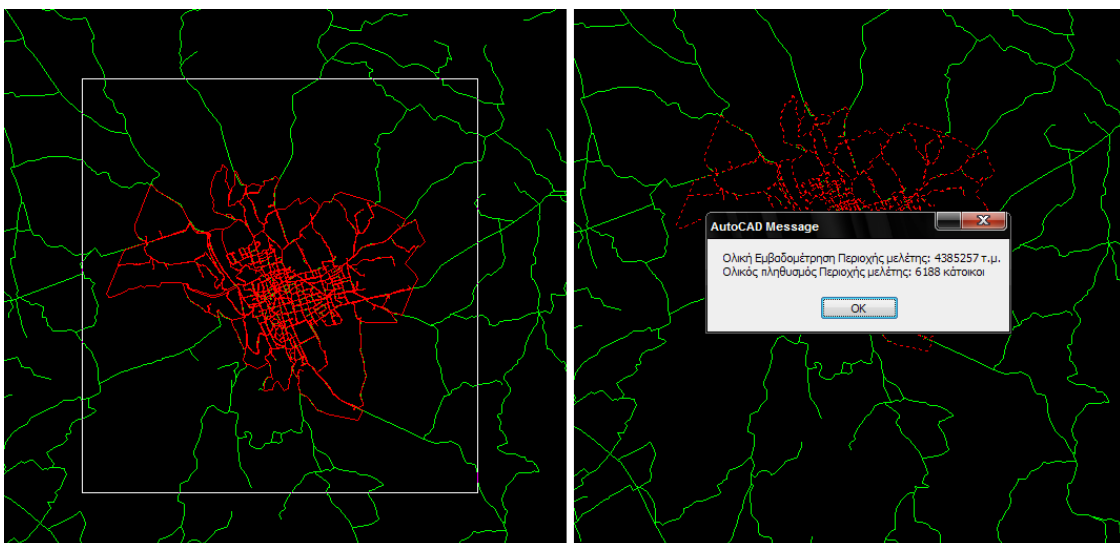 AutoCAD Message
Ολική Εμβαδομέτρηση Περιοχής μελέτης: 4385257 τ.μ.
Ολικός πληθυσμός Περιοχής μελέτης: 6188 κάτοικοι
OK